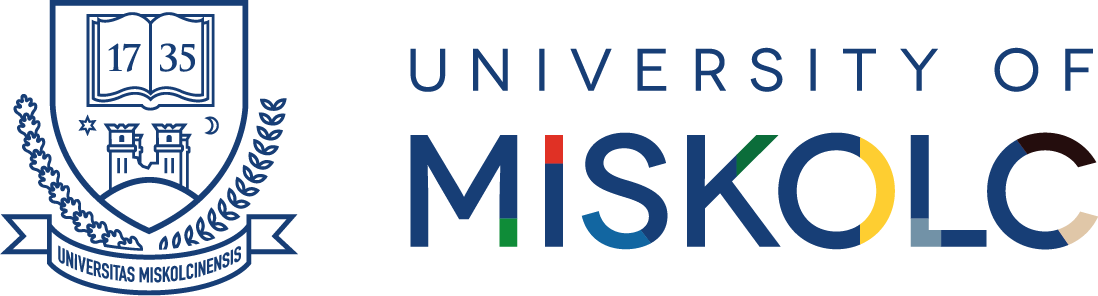 17 35
UNIVERSITAS MISKOLCINENSIS
UNIVERSITY OF
MISKOLC